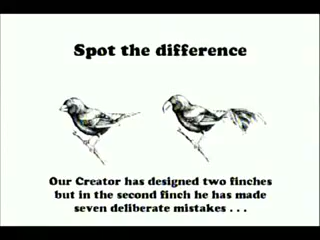 Spot the difference
Our Creator has designed two finches
but in the second finch he has made
seven deliberate mistakes . . .